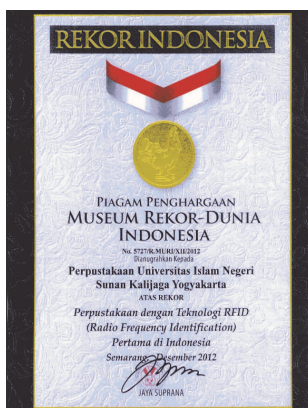 REKOR INDONESIA
PIAGAM PENGHARGAAN
MUSEUM REKOR-DUNIA
INDONESIA
No. 5727/R.MURI/XII/2012
Dianugrahkan Kepada
Perpustakaan Universitas Islam Negeri
Sunan Kalijaga Yogyakarta
ATAS REKOR
Perpustakaan dengan Teknologi RFID
(Radio Frequency Identification)
Pertama di Indonesia
Semarang, Desember 2012
JAYA SUPRANA